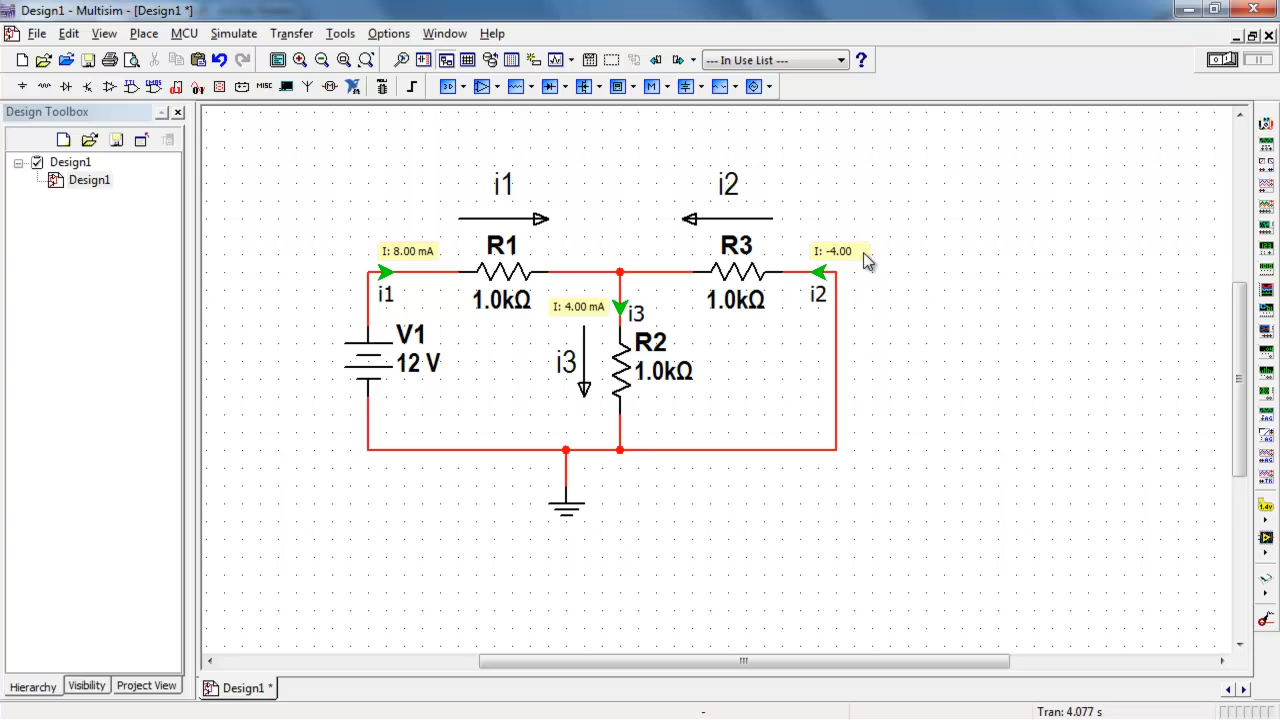 Design1 - Multisim - [Design1 *]
File Edit View Place MCU Simulate Transfer Tools Options Window Help
--- In Use List ---
Design Toolbox
Design1
Design1
i1 i2
I: 8.00 mA R1 R3 I: -4.00
i1 1.0kΩ I: 4.00 mA i3 1.0kΩ i2
V1
12 V
i3
R2
1.0kΩ
Hierarchy Visibility Project View
Design1 *
- Tran: 4.077 s